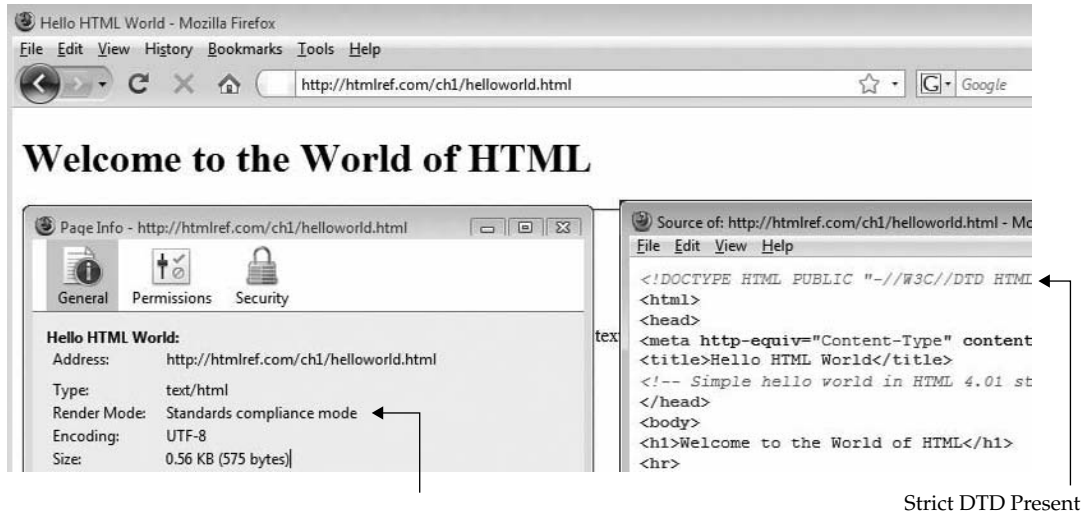 Hello HTML World - Mozilla Firefox
File Edit View History Bookmarks Tools Help
http://htmlref.com/ch1/helloworld.html
G Google
Welcome to the World of HTML
Page Info - http://htmlref.com/ch1/helloworld.html
General Permissions Security
Hello HTML World:
Address: http://htmlref.com/ch1/helloworld.html
Type: text/html
Render Mode: Standards compliance mode
Encoding: UTF-8
Size: 0.56 KB (575 bytes)
tex
Source of: http://htmlref.com/ch1/helloworld.html - Mo
File Edit View Help
<!DOCTYPE HTML PUBLIC "-//W3C//DTD HTML
<html>
<head>
<meta http-equiv="Content-Type" content
<title>Hello HTML World</title>
<!-- Simple hello world in HTML 4.01 st
</head>
<body>
<h1>Welcome to the World of HTML</h1>
<hr>
Strict DTD Present